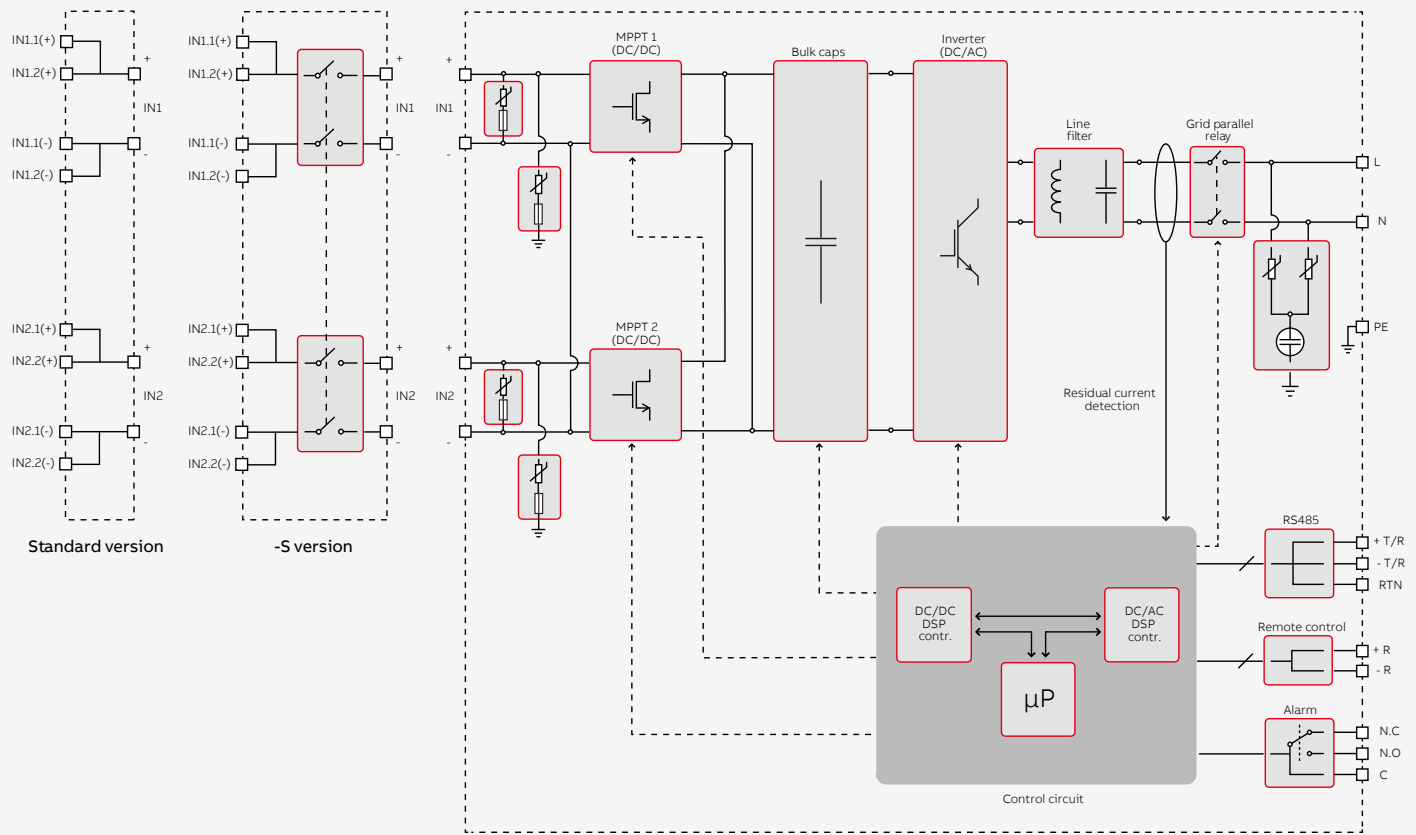 IN1.1(+)
IN1.2(+)
+
IN1
IN1.1(-)
-
IN1.2(-)
IN2.1(+)
+
IN2.2(+)
IN2
IN2.1(-)
-
IN2.2(-)
Standard version
IN1.1(+)
IN1.2(+)
+
IN1
IN1.1(-)
-
IN1.2(-)
IN2.1(+)
+
IN2.2(+)
IN2
IN2.1(-)
-
IN2.2(-)
-S version
+
IN1
-
+
IN2
-
MPPT 1
(DC/DC)
MPPT 2
(DC/DC)
Bulk caps
Inverter
(DC/AC)
Line
filter
Grid parallel
relay
L
N
PE
Residual current
detection
DC/DC
DSP
contr.
DC/AC
DSP
contr.
µP
Control circuit
RS485
+ T/R
- T/R
RTN
Remote control
+ R
- R
Alarm
N.C
N.O
C